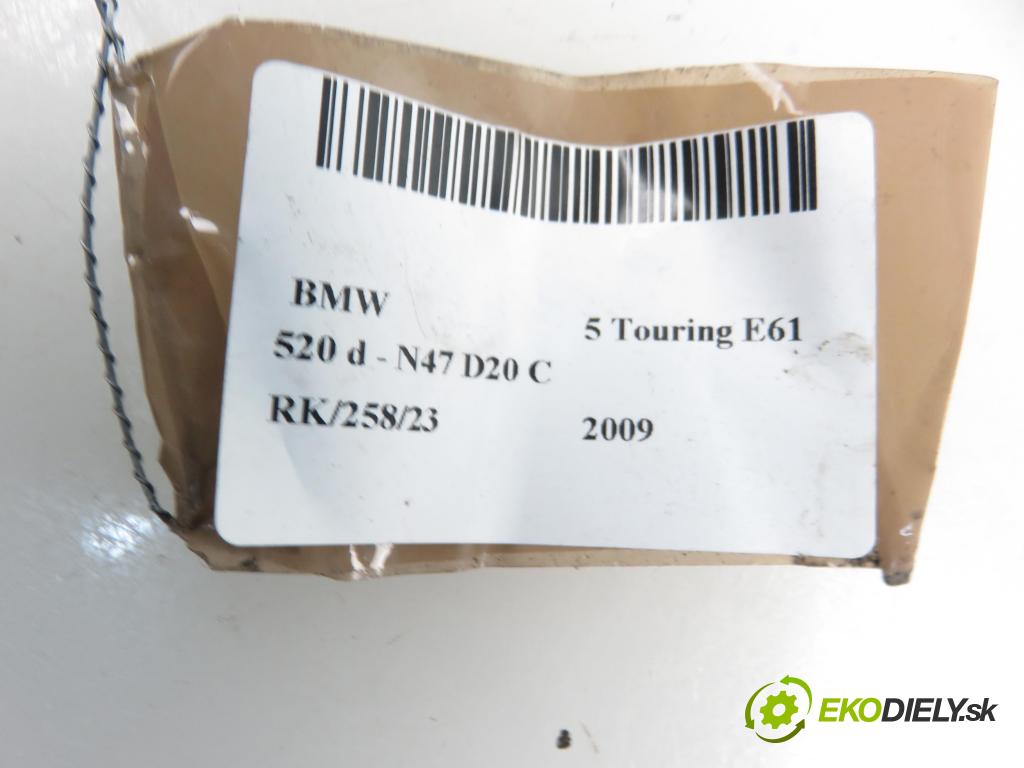 BMW
5 Touring E61
520 d - N47 D20 C
RK/258/23
2009
EKODIELY.sk